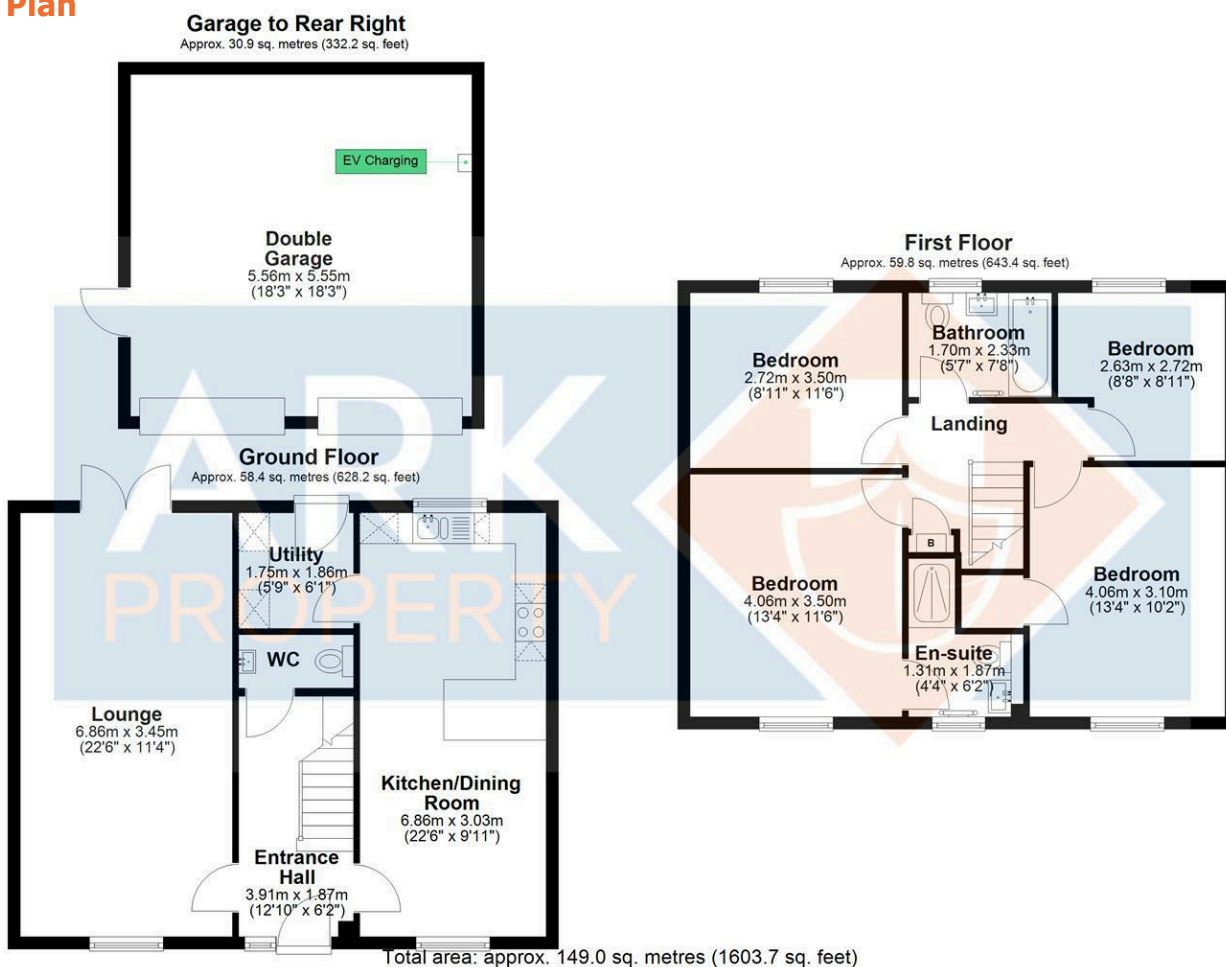 Plan
Garage to Rear Right
Approx. 30.9 sq. metres (332.2 sq. feet)
EV Charging
Double
Garage
5.56m x 5.55m
(18'3" x 18'3")
First Floor
Approx. 59.8 sq. metres (643.4 sq. feet)
Bedroom
2.72m x 3.50m
(8'11" x 11'6")
Bathroom
1.70m x 2.33m
(5'7" x 7'8")
Bedroom
2.63m x 2.72m
(8'8" x 8'11")
Landing
B
Bedroom
4.06m x 3.50m
(13'4" x 11'6")
En-suite
1.31m x 1.87m
(4'4" x 6'2")
Bedroom
4.06m x 3.10m
(13'4" x 10'2")
Ground Floor
Approx. 58.4 sq. metres (628.2 sq. feet)
Utility
1.75m x 1.86m
(5'9" x 6'1")
WC
Lounge
6.86m x 3.45m
(22'6" x 11'4")
Kitchen/Dining
Room
6.86m x 3.03m
(22'6" x 9'11")
Entrance
Hall
3.91m x 1.87m
(12'10" x 6'2")
Total area: approx. 149.0 sq. metres (1603.7 sq. feet)
ARK
PROPERTY